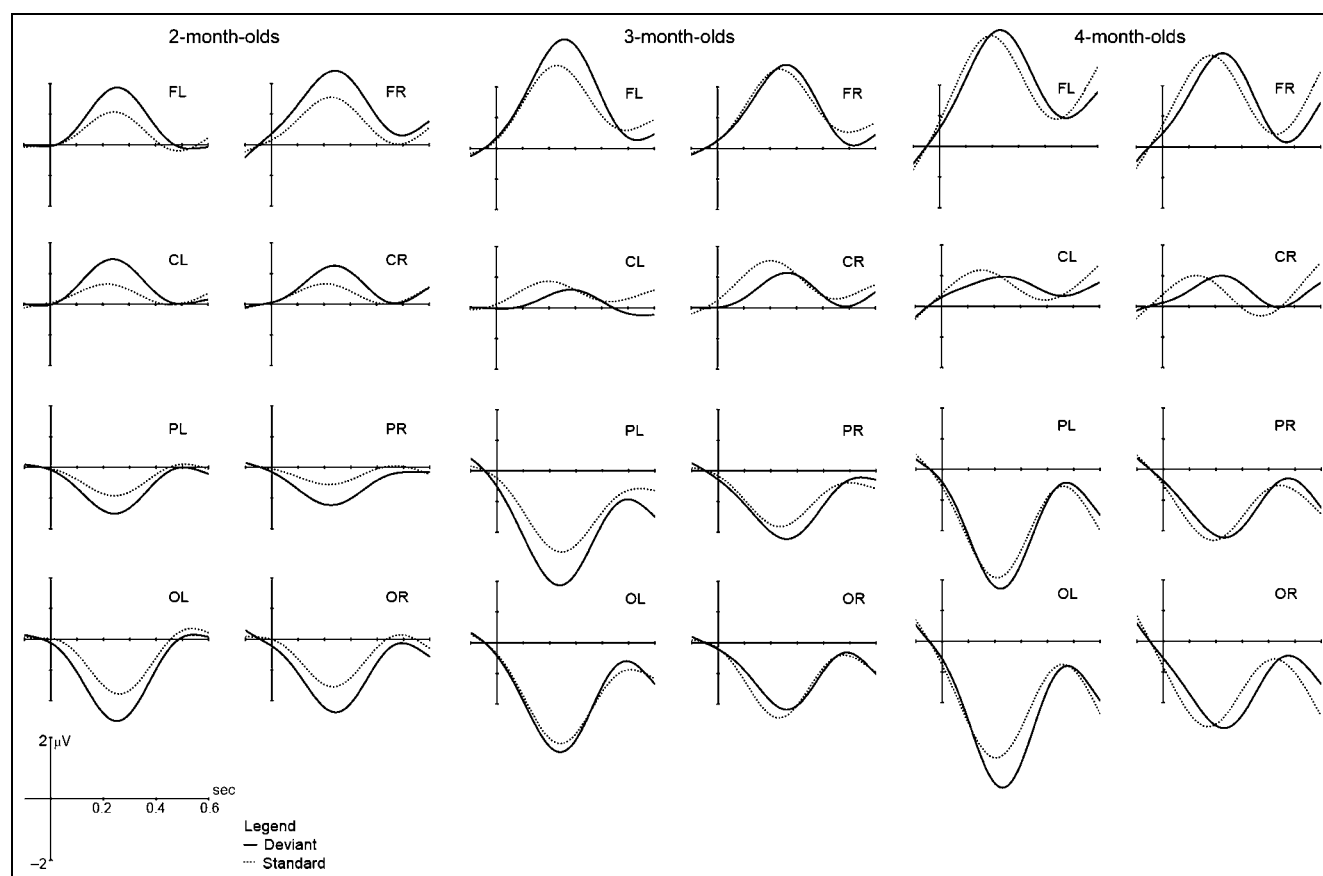 2-month-olds 3-month-olds 4-month-olds
FL FR FL FR FL FR
CL CR CL CR CL CR
PL PR PL PR PL PR
OL OR OL OR OL OR
2 μV
sec
0.2 0.4 0.6
Legend
Deviant
Standard
–2